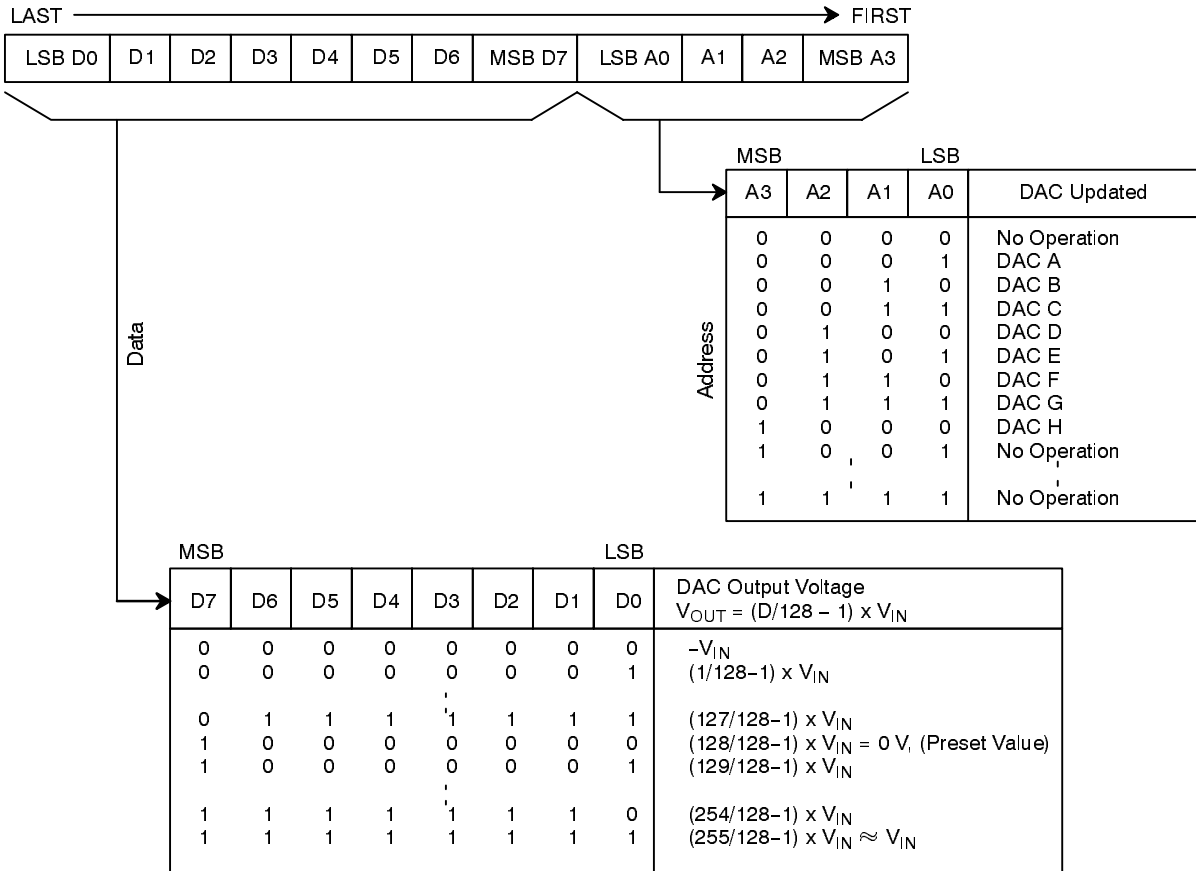 LAST FIRST
LSB D0 D1 D2 D3 D4 D5 D6 MSB D7 LSB A0 A1 A2 MSB A3
MSB LSB
A3 A2 A1 A0 DAC Updated
0 0 0 0 No Operation
0 0 0 1 DAC A
0 0 1 0 DAC B
0 0 1 1 DAC C
0 1 0 0 DAC D
0 1 0 1 DAC E
0 1 1 0 DAC F
0 1 1 1 DAC G
1 0 0 0 DAC H
1 0 0 1 No Operation
1 1 1 1 No Operation
Address
Data
MSB LSB
D7 D6 D5 D4 D3 D2 D1 D0 DAC Output Voltage
VOUT = (D/128 – 1) x VIN
0 0 0 0 0 0 0 0 –VIN
0 0 0 0 0 0 0 1 (1/128–1) x VIN
0 1 1 1 1 1 1 1 (127/128–1) x VIN
1 0 0 0 0 0 0 0 (128/128–1) x VIN = 0 V, (Preset Value)
1 0 0 0 0 0 0 1 (129/128–1) x VIN
1 1 1 1 1 1 1 0 (254/128–1) x VIN
1 1 1 1 1 1 1 1 (255/128–1) x VIN ≈ VIN